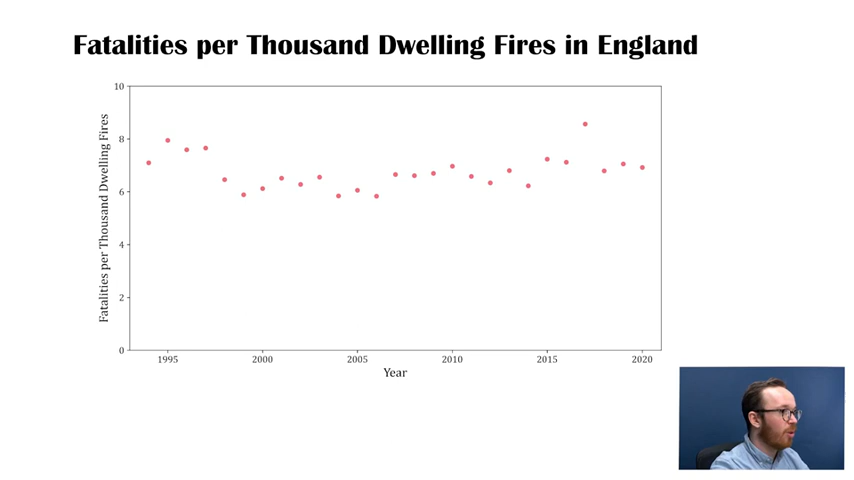 Fatalities per Thousand Dwelling Fires in England
Fatalities per Thousand Dwelling Fires
10
8
6
4
2
0
1995 2000 2005 2010 2015 2020
Year